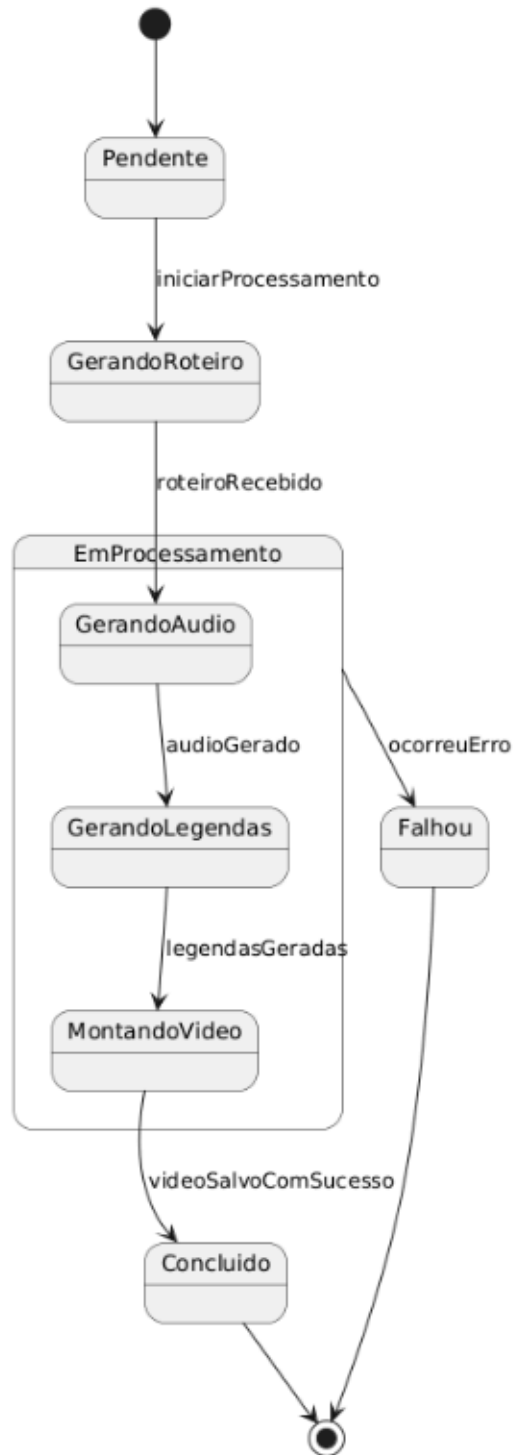 Pendente
iniciarProcessamento
GerandoRoteiro
roteiroRecebido
EmProcessamento
GerandoAudio
audioGerado
ocorreuErro
GerandoLegendas
Falhou
legendasGeradas
MontandoVideo
videoSalvoComSucesso
Concluido